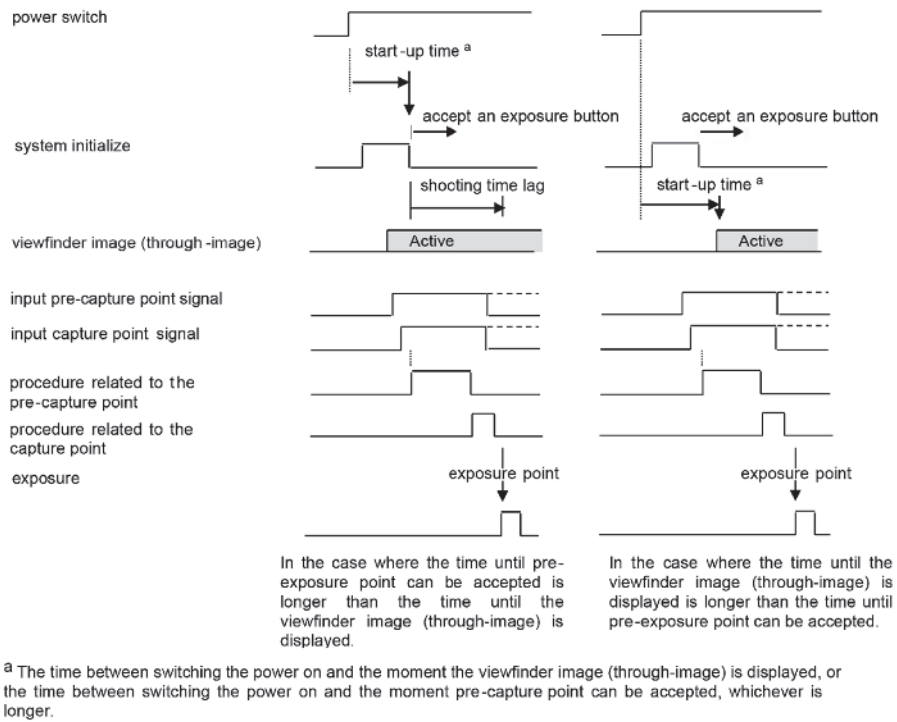 power switch
start-up time a
start-up time a
accept an exposure button
accept an exposure button
system initialize
shooting time lag
viewfinder image (through-image)
Active
Active
input pre-capture point signal
input capture point signal
procedure related to the
pre-capture point
procedure related to the
capture point
exposure
exposure point
exposure point
In the case where the time until pre-
exposure point can be accepted is
longer than the time until the
viewfinder image (through-image) is
displayed.
In the case where the time until the
viewfinder image (through-image) is
displayed is longer than the time until
pre-exposure point can be accepted.
a The time between switching the power on and the moment the viewfinder image (through-image) is displayed, or
the time between switching the power on and the moment pre-capture point can be accepted, whichever is
longer.